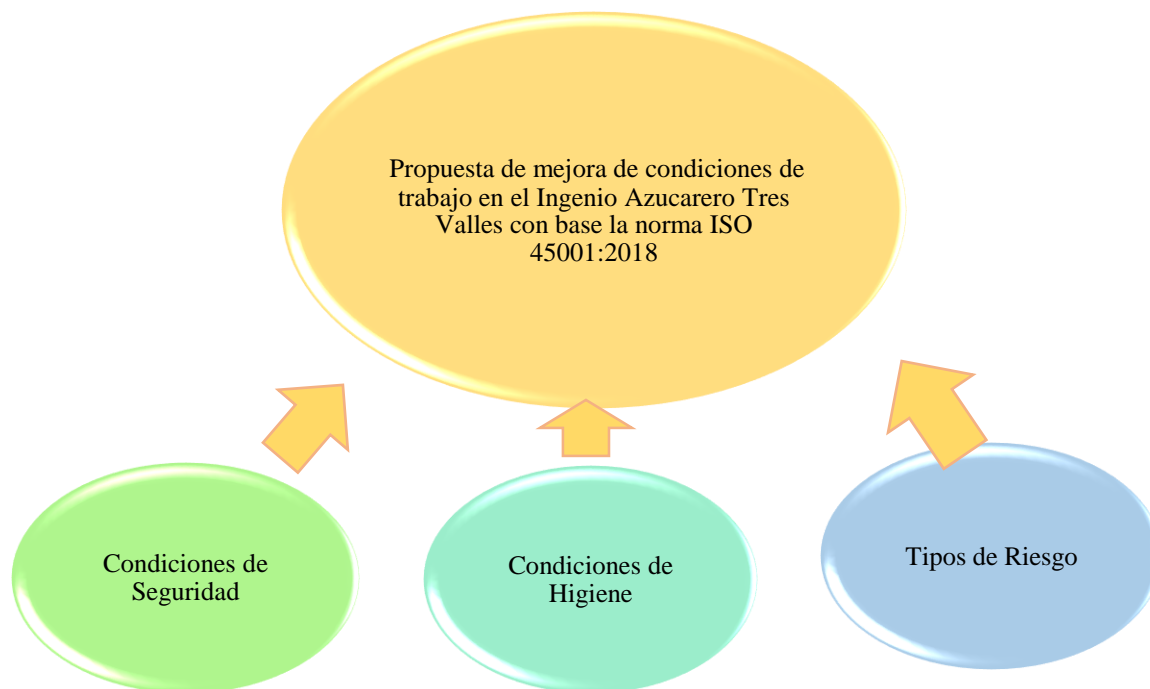 Propuesta de mejora de condiciones de
trabajo en el Ingenio Azucarero Tres
Valles con base la norma ISO
45001:2018
Condiciones de
Seguridad
Condiciones de
Higiene
Tipos de Riesgo